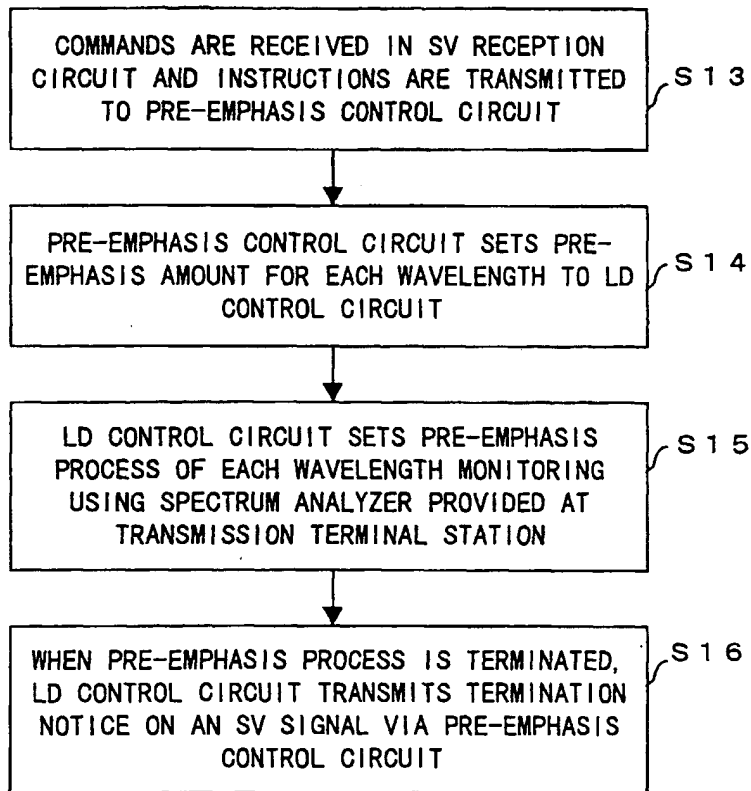 COMMANDS ARE RECEIVED IN SV RECEPTION
CIRCUIT AND INSTRUCTIONS ARE TRANSMITTED
TO PRE-EMPHASIS CONTROL CIRCUIT
S13
PRE-EMPHASIS CONTROL CIRCUIT SETS PRE-
EMPHASIS AMOUNT FOR EACH WAVELENGTH TO LD
CONTROL CIRCUIT
S14
LD CONTROL CIRCUIT SETS PRE-EMPHASIS
PROCESS OF EACH WAVELENGTH MONITORING
USING SPECTRUM ANALYZER PROVIDED AT
TRANSMISSION TERMINAL STATION
S15
WHEN PRE-EMPHASIS PROCESS IS TERMINATED,
LD CONTROL CIRCUIT TRANSMITS TERMINATION
NOTICE ON AN SV SIGNAL VIA PRE-EMPHASIS
CONTROL CIRCUIT
S16